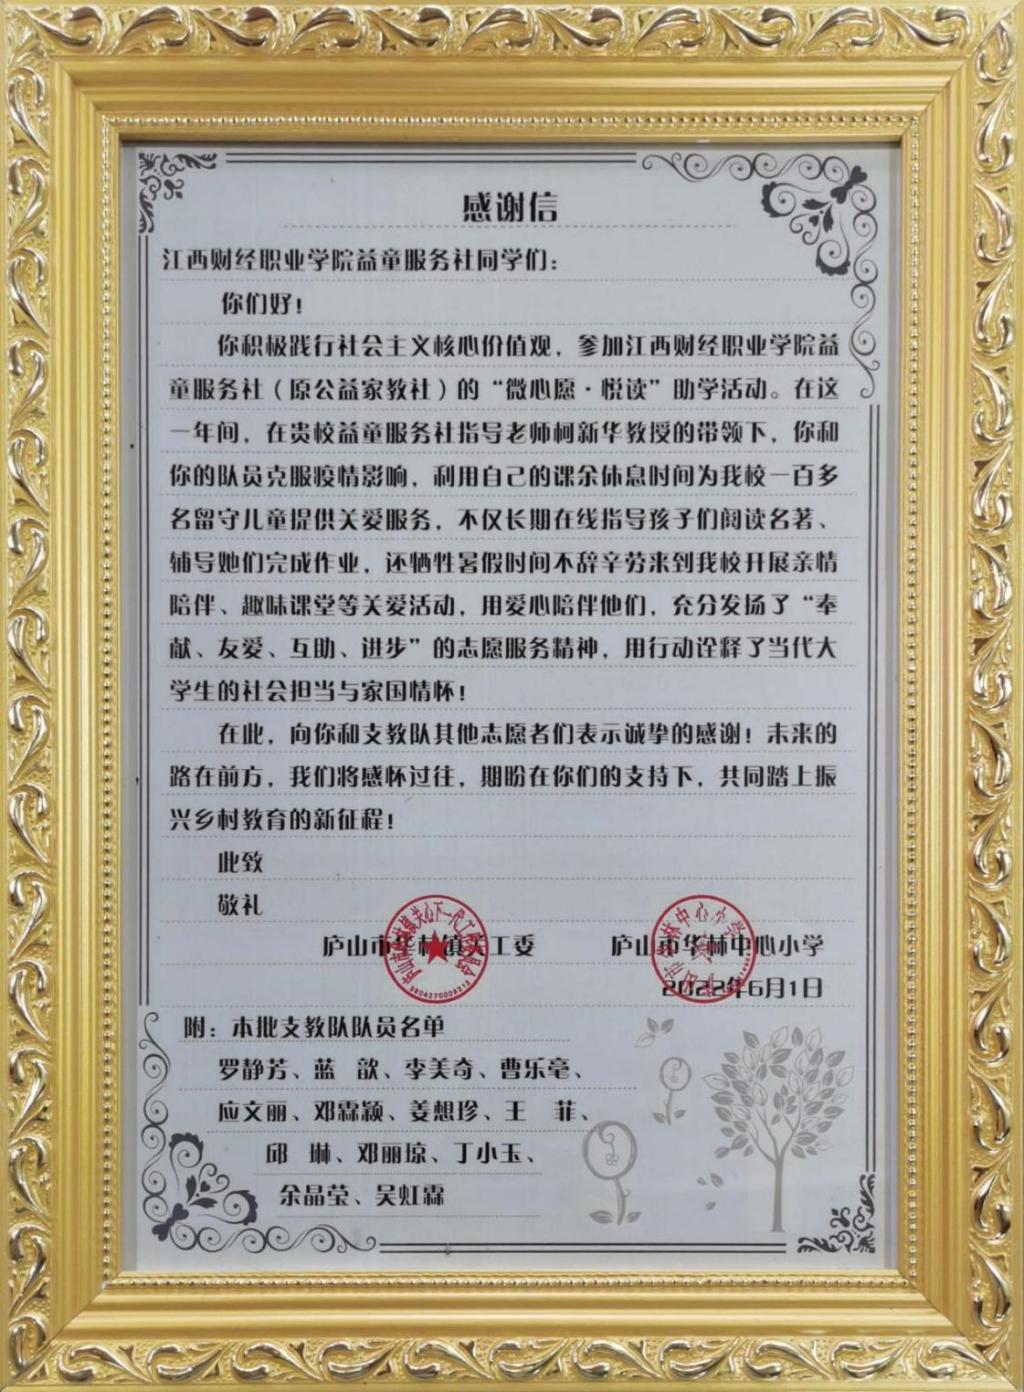 感谢信
江西财经职业学院益童服务社同学们：
你们好！
你积极践行社会主义核心价值观，参加江西财经职业学院益
童服务社（原公益家教社）的“微心愿·悦读”助学活动。在这
一年间，在贵校益童服务社指导老师柯新华教授的带领下，你和
你的队员克服疫情影响，利用自己的课余休息时间为我校一百多
名留守儿童提供关爱服务，不仅长期在线指导孩子们阅读名著、
辅导她们完成作业，还牺牲暑假时间不辞辛劳来到我校开展亲情
陪伴、趣味课堂等关爱活动，用爱心陪伴他们，充分发扬了“奉
献、友爱、互助、进步”的志愿服务精神，用行动诠释了当代大
学生的社会担当与家国情怀！
在此，向你和支教队其他志愿者们表示诚挚的感谢！未来的
路在前方，我们将感怀过往，期盼在你们的支持下，共同踏上振
兴乡村教育的新征程！
此致
敬礼
庐山市华林镇关工委 庐山市华林中心小学
2022年6月1日
附：本批支教队队员名单
罗静芳、蓝 歆、李美奇、曹乐亳、
应文丽、邓霖颖、姜想珍、王 菲、
邱 琳、邓丽琼、丁小玉、
余晶莹、吴虹霖